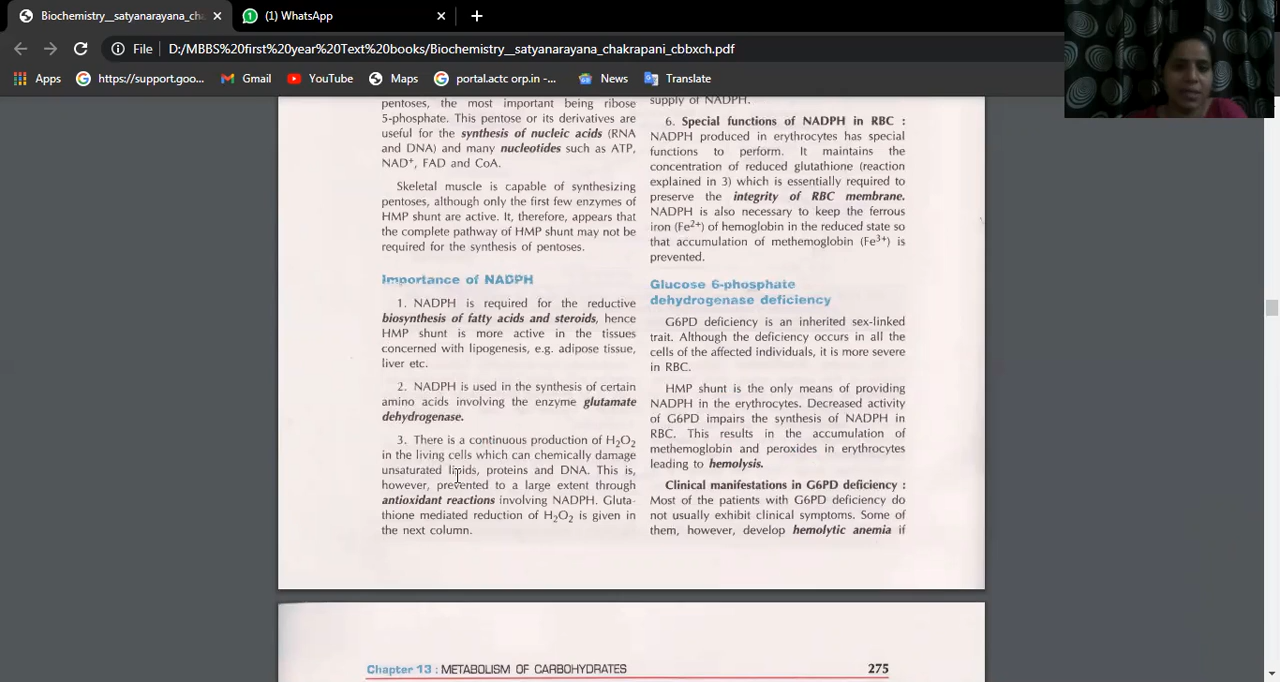 Biochemistry__satyanarayana_cha
(1) WhatsApp
File
D:/MBBS%20first%20year%20Text%20books/Biochemistry__satyanarayana_chakrapani_cbbxch.pdf
Apps
https://support.goo...
Gmail
YouTube
Maps
portal.actc orp.in -...
News
Translate
pentoses, the most important being ribose
5-phosphate. This pentose or its derivatives are
useful for the synthesis of nucleic acids (RNA
and DNA) and many nucleotides such as ATP,
NAD+, FAD and CoA.
Skeletal muscle is capable of synthesizing
pentoses, although only the first few enzymes of
HMP shunt are active. It, therefore, appears that
the complete pathway of HMP shunt may not be
required for the synthesis of pentoses.
Importance of NADPH
1. NADPH is required for the reductive
biosynthesis of fatty acids and steroids, hence
HMP shunt is more active in the tissues
concerned with lipogenesis, e.g. adipose tissue,
liver etc.
2. NADPH is used in the synthesis of certain
amino acids involving the enzyme glutamate
dehydrogenase.
3. There is a continuous production of H2O2
in the living cells which can chemically damage
unsaturated lipids, proteins and DNA. This is,
however, prevented to a large extent through
antioxidant reactions involving NADPH. Gluta-
thione mediated reduction of H2O2 is given in
the next column.
supply of NADPH.
6. Special functions of NADPH in RBC :
NADPH produced in erythrocytes has special
functions to perform. It maintains the
concentration of reduced glutathione (reaction
explained in 3) which is essentially required to
preserve the integrity of RBC membrane.
NADPH is also necessary to keep the ferrous
iron (Fe2+) of hemoglobin in the reduced state so
that accumulation of methemoglobin (Fe3+) is
prevented.
Glucose 6-phosphate
dehydrogenase deficiency
G6PD deficiency is an inherited sex-linked
trait. Although the deficiency occurs in all the
cells of the affected individuals, it is more severe
in RBC.
HMP shunt is the only means of providing
NADPH in the erythrocytes. Decreased activity
of G6PD impairs the synthesis of NADPH in
RBC. This results in the accumulation of
methemoglobin and peroxides in erythrocytes
leading to hemolysis.
Clinical manifestations in G6PD deficiency :
Most of the patients with G6PD deficiency do
not usually exhibit clinical symptoms. Some of
them, however, develop hemolytic anemia if
Chapter 13 : METABOLISM OF CARBOHYDRATES
275